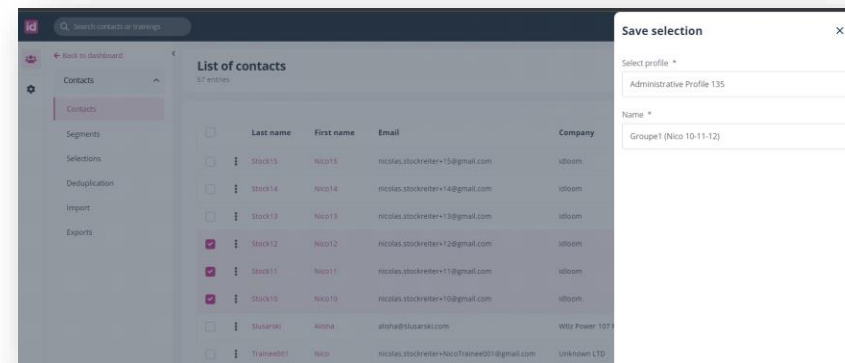 id
Search contacts or trainings
Save selection
×
← Back to dashboard
Contacts
Contacts
Segments
Selections
Deduplication
Import
Exports
List of contacts
57 entries
Last name First name Email Company
Stock15 Nico15 nicolas.stockreiter+15@gmail.com idloom
Stock14 Nico14 nicolas.stockreiter+14@gmail.com idloom
Stock13 Nico13 nicolas.stockreiter+13@gmail.com idloom
Stock12 Nico12 nicolas.stockreiter+12@gmail.com idloom
Stock11 Nico11 nicolas.stockreiter+11@gmail.com idloom
Stock10 Nico10 nicolas.stockreiter+10@gmail.com idloom
Slusarski Alisha alisha@slusarski.com Wtlz Power 107
Trainee001 Nico nicolas.stockreiter+NicoTrainee001@gmail.com Unknown LTD
Select profile *
Administrative Profile 135
Name *
Groupe1 (Nico 10-11-12)